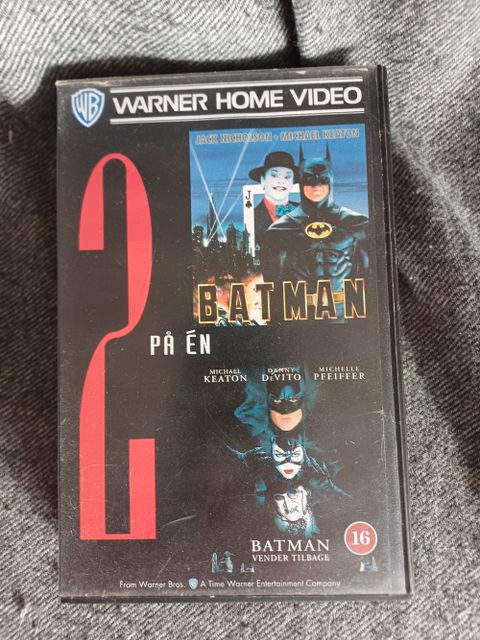 WB WARNER HOME VIDEO
JACK NICHOLSON · MICHAEL KEATON
J
BATMAN
2
PÅ ÉN
MICHAEL KEATON DANNY DeVITO MICHELLE PFEIFFER
BATMAN
VENDER TILBAGE
16
From Warner Bros. WB A Time Warner Entertainment Company